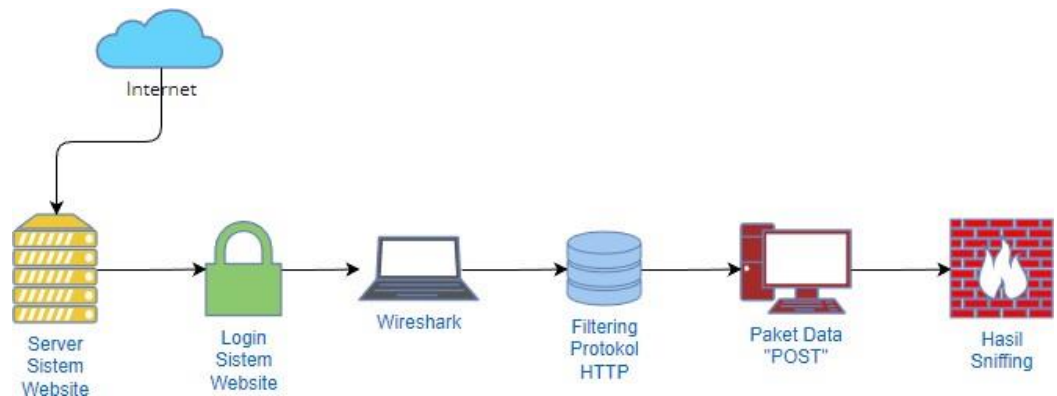 Internet
Server
Sistem
Website
Login
Sistem
Website
Wireshark
Filtering
Protokol
HTTP
Paket Data
"POST"
Hasil
Sniffing